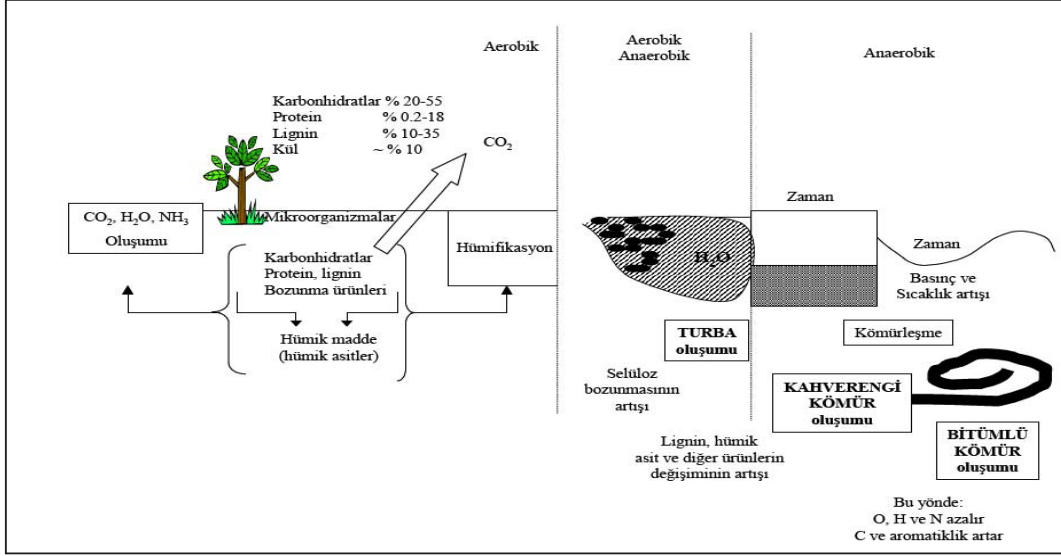 Aerobik
Aerobik
Anaerobik
Anaerobik
Karbonhidratlar % 20-55
Protein % 0.2-18
Lignin % 10-35
Kül ~ % 10
CO₂
CO₂, H₂O, NH₃
Oluşumu
Mikroorganizmalar
Karbonhidratlar
Protein, lignin
Bozunma ürünleri
Hümik madde
(hümik asitler)
Hümifikasyon
H₂O
TURBA
oluşumu
Selüloz
bozunmasının
artışı
Lignin, hümik
asit ve diğer ürünlerin
değişiminin artışı
Zaman
Zaman
Basınç ve
Sıcaklık artışı
Kömürleşme
KAHVERENGİ
KÖMÜR
oluşumu
BİTÜMLÜ
KÖMÜR
oluşumu
Bu yönde:
O, H ve N azalır
C ve aromatiklik artar